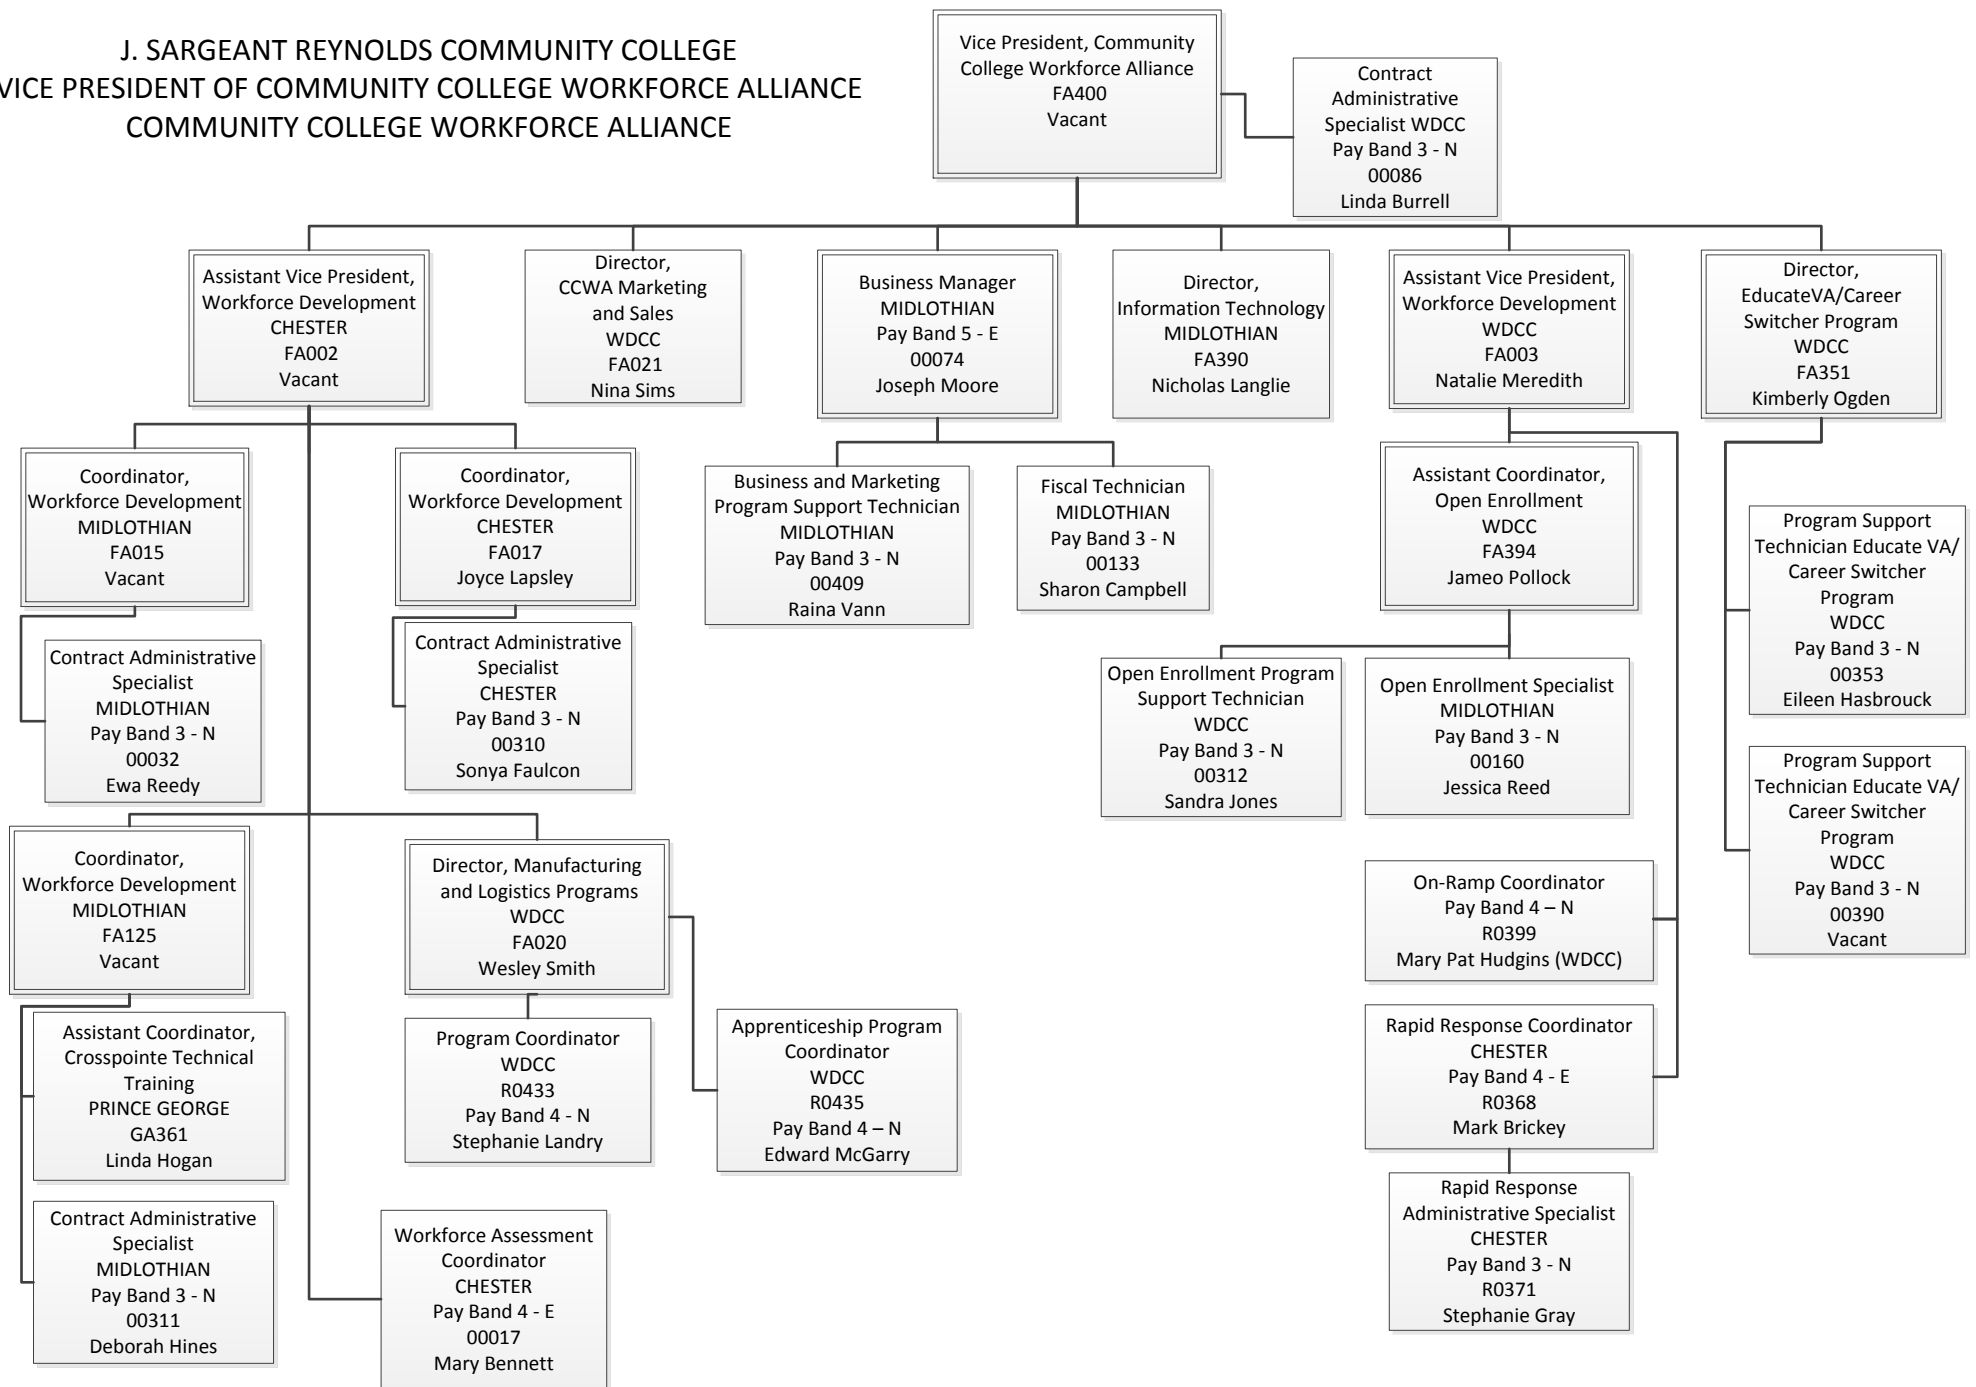 J. SARGEANT REYNOLDS COMMUNITY COLLEGE
VICE PRESIDENT OF COMMUNITY COLLEGE WORKFORCE ALLIANCE
COMMUNITY COLLEGE WORKFORCE ALLIANCE
Vice President, Community
College Workforce Alliance
FA400
Vacant
Contract
Administrative
Specialist WDCC
Pay Band 3 - N
00086
Linda Burrell
Assistant Vice President,
Workforce Development
CHESTER
FA002
Vacant
Director,
CCWA Marketing
and Sales
WDCC
FA021
Nina Sims
Business Manager
MIDLOTHIAN
Pay Band 5 - E
00074
Joseph Moore
Director,
Information Technology
MIDLOTHIAN
FA390
Nicholas Langlie
Assistant Vice President,
Workforce Development
WDCC
FA003
Natalie Meredith
Director,
EducateVA/Career
Switcher Program
WDCC
FA351
Kimberly Ogden
Coordinator,
Workforce Development
MIDLOTHIAN
FA015
Vacant
Coordinator,
Workforce Development
CHESTER
FA017
Joyce Lapsley
Business and Marketing
Program Support Technician
MIDLOTHIAN
Pay Band 3 - N
00409
Raina Vann
Fiscal Technician
MIDLOTHIAN
Pay Band 3 - N
00133
Sharon Campbell
Assistant Coordinator,
Open Enrollment
WDCC
FA394
Jameo Pollock
Program Support
Technician Educate VA/
Career Switcher
Program
WDCC
Pay Band 3 - N
00353
Eileen Hasbrouck
Contract Administrative
Specialist
MIDLOTHIAN
Pay Band 3 - N
00032
Ewa Reedy
Contract Administrative
Specialist
CHESTER
Pay Band 3 - N
00310
Sonya Faulcon
Open Enrollment Program
Support Technician
WDCC
Pay Band 3 - N
00312
Sandra Jones
Open Enrollment Specialist
MIDLOTHIAN
Pay Band 3 - N
00160
Jessica Reed
Program Support
Technician Educate VA/
Career Switcher
Program
WDCC
Pay Band 3 - N
00390
Vacant
Coordinator,
Workforce Development
MIDLOTHIAN
FA125
Vacant
Director, Manufacturing
and Logistics Programs
WDCC
FA020
Wesley Smith
On-Ramp Coordinator
Pay Band 4 – N
R0399
Mary Pat Hudgins (WDCC)
Assistant Coordinator,
Crosspointe Technical
Training
PRINCE GEORGE
GA361
Linda Hogan
Program Coordinator
WDCC
R0433
Pay Band 4 - N
Stephanie Landry
Apprenticeship Program
Coordinator
WDCC
R0435
Pay Band 4 – N
Edward McGarry
Rapid Response Coordinator
CHESTER
Pay Band 4 - E
R0368
Mark Brickey
Contract Administrative
Specialist
MIDLOTHIAN
Pay Band 3 - N
00311
Deborah Hines
Workforce Assessment
Coordinator
CHESTER
Pay Band 4 - E
00017
Mary Bennett
Rapid Response
Administrative Specialist
CHESTER
Pay Band 3 - N
R0371
Stephanie Gray